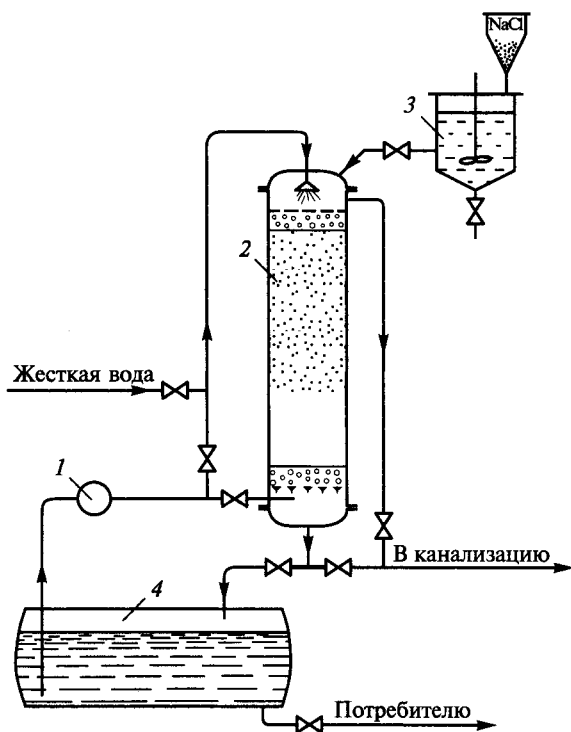 NaCl
3
2
Жесткая вода
1
В канализацию
4
Потребителю